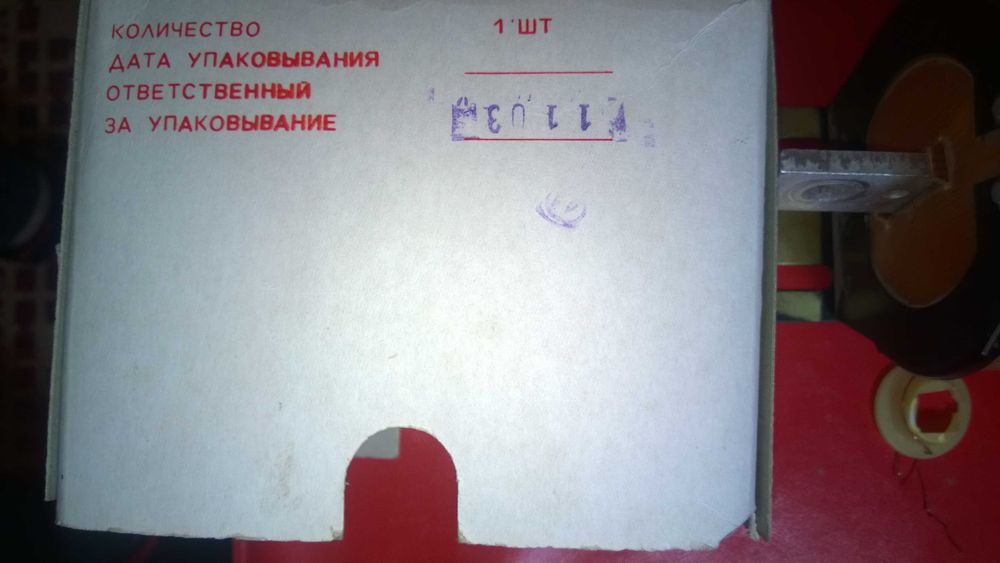 КОЛИЧЕСТВО 1 ШТ
ДАТА УПАКОВЫВАНИЯ
ОТВЕТСТВЕННЫЙ
ЗА УПАКОВЫВАНИЕ